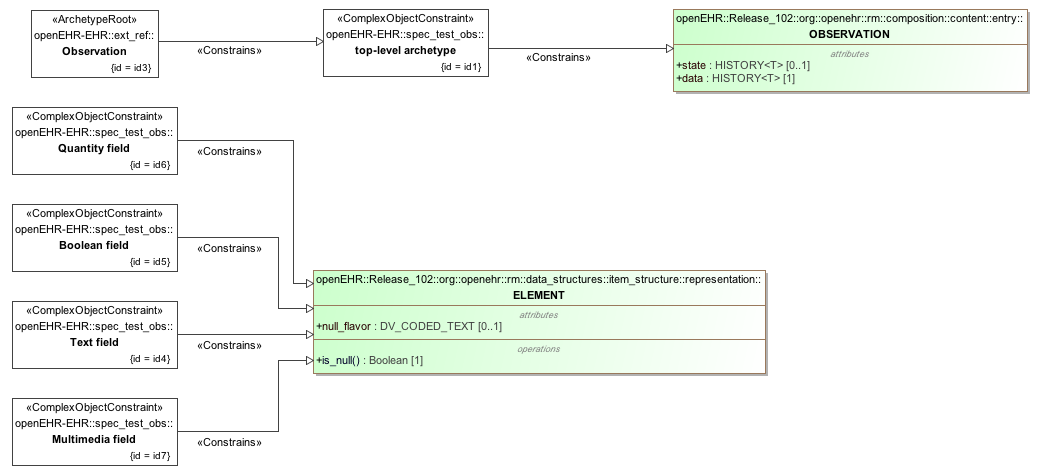 «ArchetypeRoot»
openEHR-EHR::ext_ref::
Observation
{id = id3}
«Constrains»
«ComplexObjectConstraint»
openEHR-EHR::spec_test_obs::
top-level archetype
{id = id1}
«Constrains»
openEHR::Release_102::org::openehr::rm::composition::content::entry::
OBSERVATION
attributes
+state : HISTORY<T> [0..1]
+data : HISTORY<T> [1]
«ComplexObjectConstraint»
openEHR-EHR::spec_test_obs::
Quantity field
{id = id6}
«Constrains»
«ComplexObjectConstraint»
openEHR-EHR::spec_test_obs::
Boolean field
{id = id5}
«Constrains»
«ComplexObjectConstraint»
openEHR-EHR::spec_test_obs::
Text field
{id = id4}
«Constrains»
«ComplexObjectConstraint»
openEHR-EHR::spec_test_obs::
Multimedia field
{id = id7}
«Constrains»
openEHR::Release_102::org::openehr::rm::data_structures::item_structure::representation::
ELEMENT
attributes
+null_flavor : DV_CODED_TEXT [0..1]
operations
+is_null() : Boolean [1]